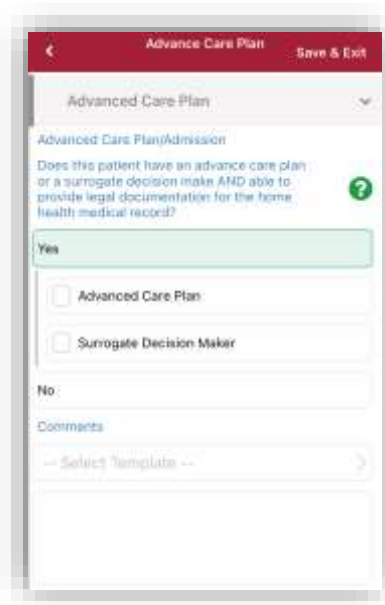 Advance Care Plan
Save & Exit
Advanced Care Plan
Advanced Care Plan/Admission
Does this patient have an advance care plan
or a surrogate decision make AND able to
provide legal documentation for the home
health medical record?
Yes
Advanced Care Plan
Surrogate Decision Maker
No
Comments
-- Select Template --